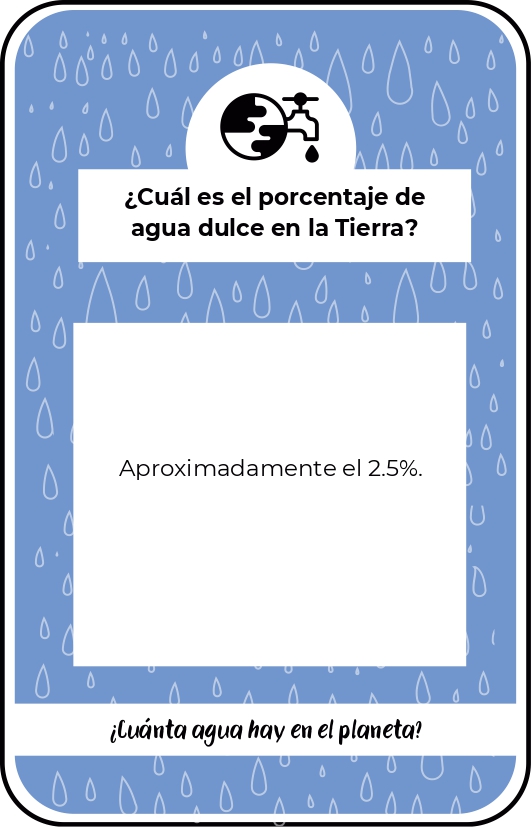 ¿Cuál es el porcentaje de
agua dulce en la Tierra?
Aproximadamente el 2.5%.
¿Cuánta agua hay en el planeta?